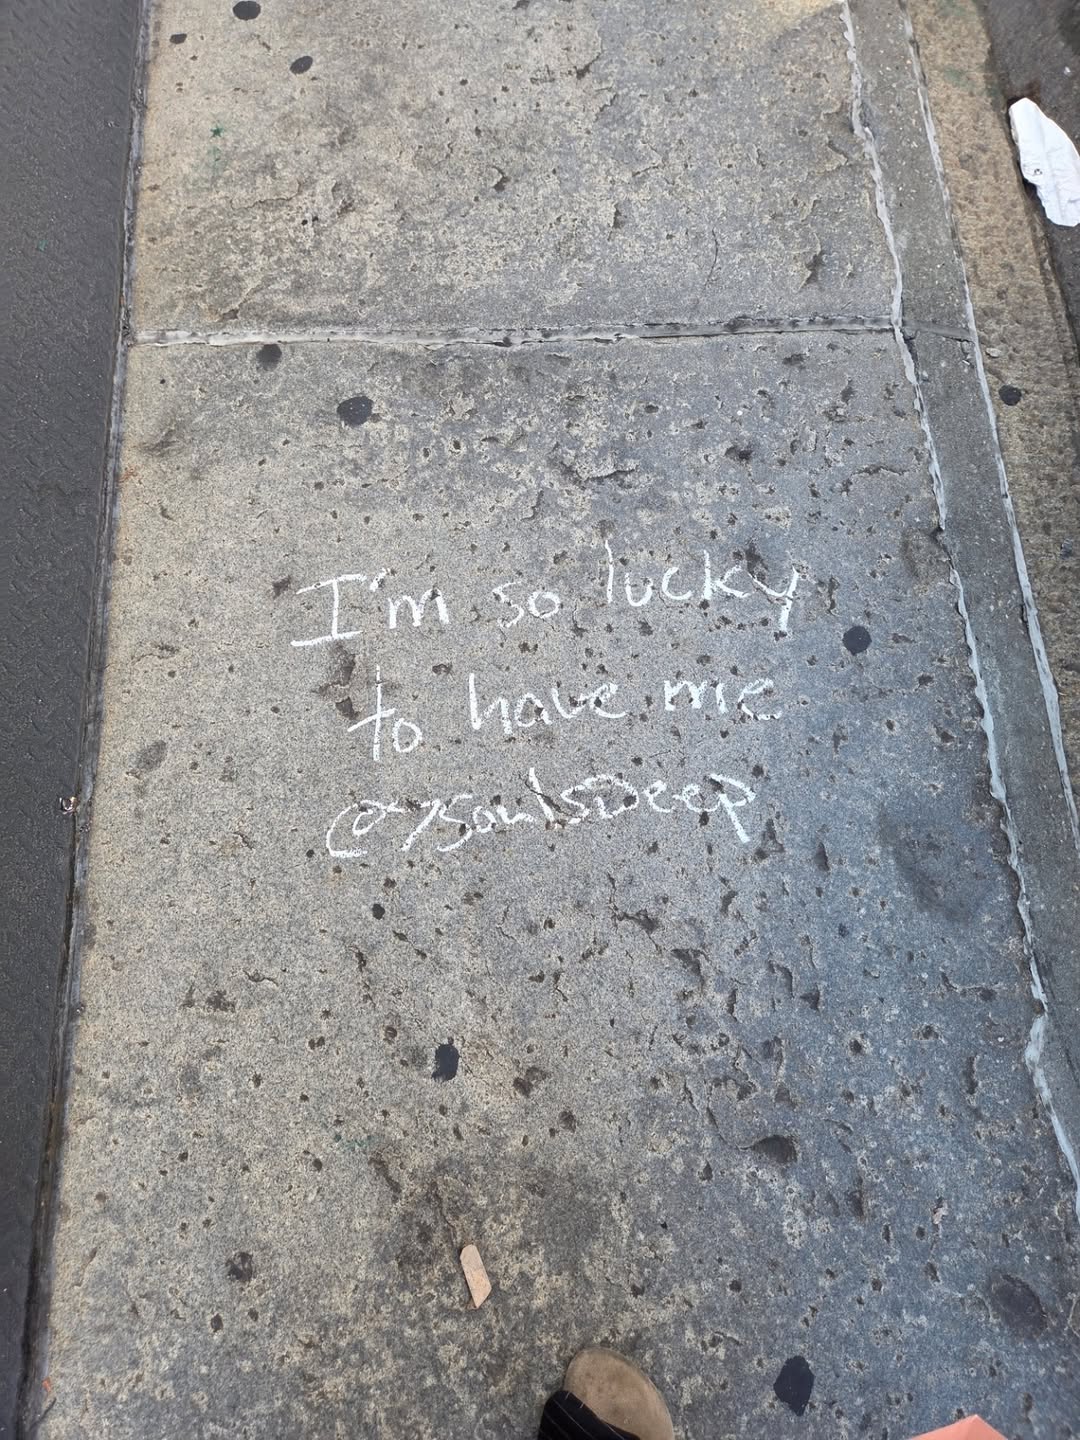 I'm so lucky
to have me
@7soulsDeep